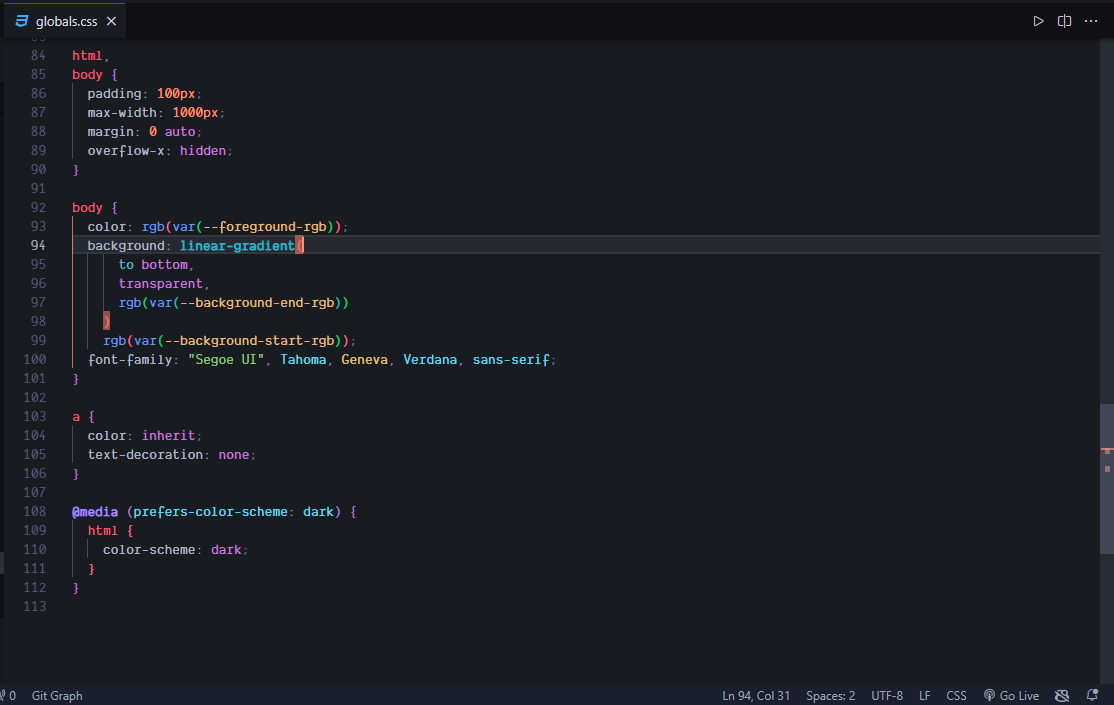 globals.css
83
84 html,
85 body {
86   padding: 100px;
87   max-width: 1000px;
88   margin: 0 auto;
89   overflow-x: hidden;
90 }
91
92 body {
93   color: rgb(var(--foreground-rgb));
94   background: linear-gradient(
95       to bottom,
96       transparent,
97       rgb(var(--background-end-rgb))
98     )
99     rgb(var(--background-start-rgb));
100   font-family: "Segoe UI", Tahoma, Geneva, Verdana, sans-serif;
101 }
102
103 a {
104   color: inherit;
105   text-decoration: none;
106 }
107
108 @media (prefers-color-scheme: dark) {
109   html {
110     color-scheme: dark;
111   }
112 }
113
0 Git Graph Ln 94, Col 31 Spaces: 2 UTF-8 LF CSS Go Live